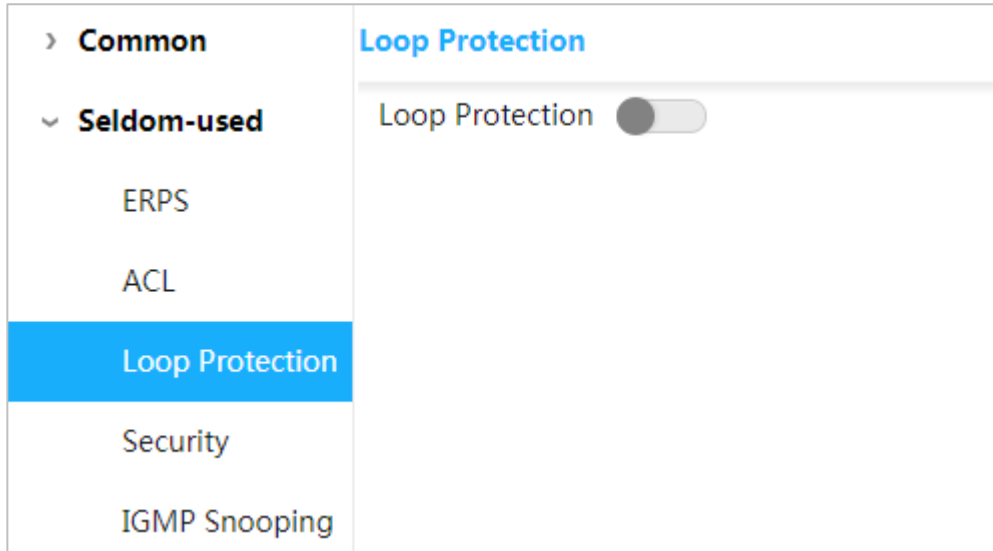 Common
Seldom-used
ERPS
ACL
Loop Protection
Security
IGMP Snooping
Loop Protection
Loop Protection